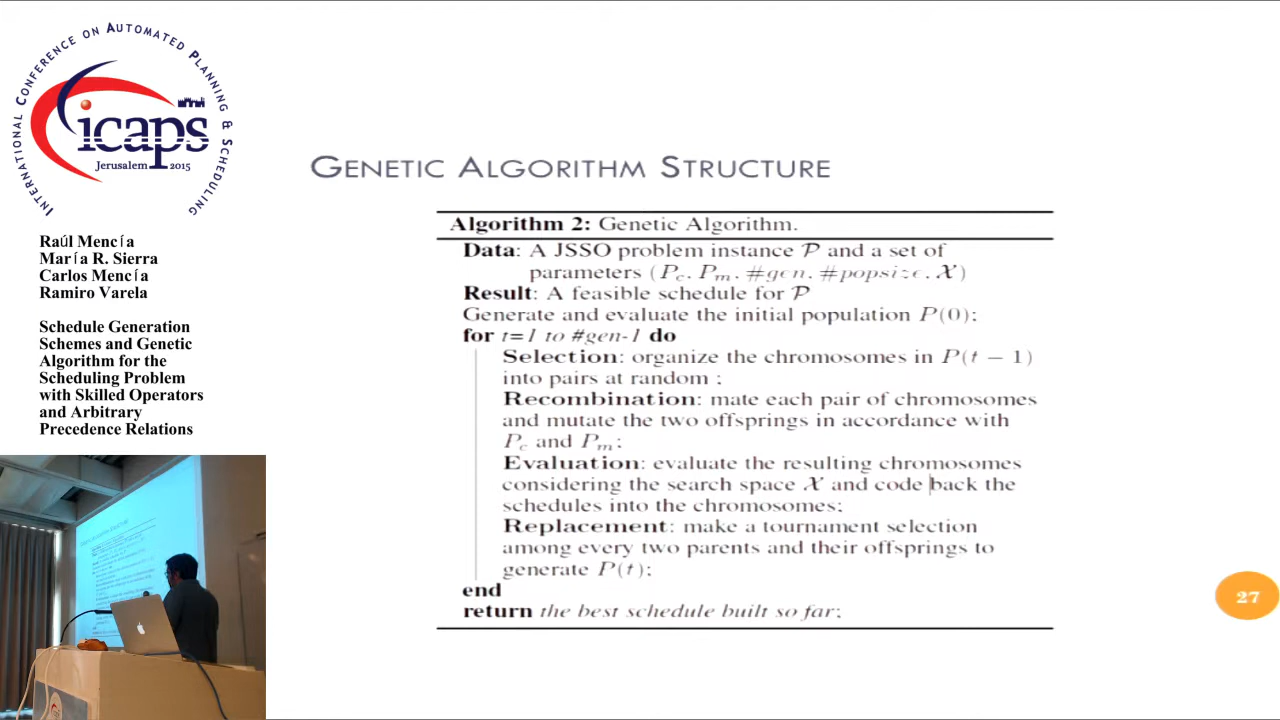 INTERNATIONAL CONFERENCE ON AUTOMATED PLANNING & SCHEDULING
icaps
Jerusalem 2015
Raúl Mencía
María R. Sierra
Carlos Mencía
Ramiro Varela
Schedule Generation
Schemes and Genetic
Algorithm for the
Scheduling Problem
with Skilled Operators
and Arbitrary
Precedence Relations
GENETIC ALGORITHM STRUCTURE
Algorithm 2: Genetic Algorithm.
Data: A JSSO problem instance P and a set of
parameters (Pc, Pm, #gen, #popsize, X)
Result: A feasible schedule for P
Generate and evaluate the initial population P(0);
for t=1 to #gen-1 do
Selection: organize the chromosomes in P(t − 1)
into pairs at random ;
Recombination: mate each pair of chromosomes
and mutate the two offsprings in accordance with
Pc and Pm;
Evaluation: evaluate the resulting chromosomes
considering the search space X and code back the
schedules into the chromosomes;
Replacement: make a tournament selection
among every two parents and their offsprings to
generate P(t);
end
return the best schedule built so far;
27